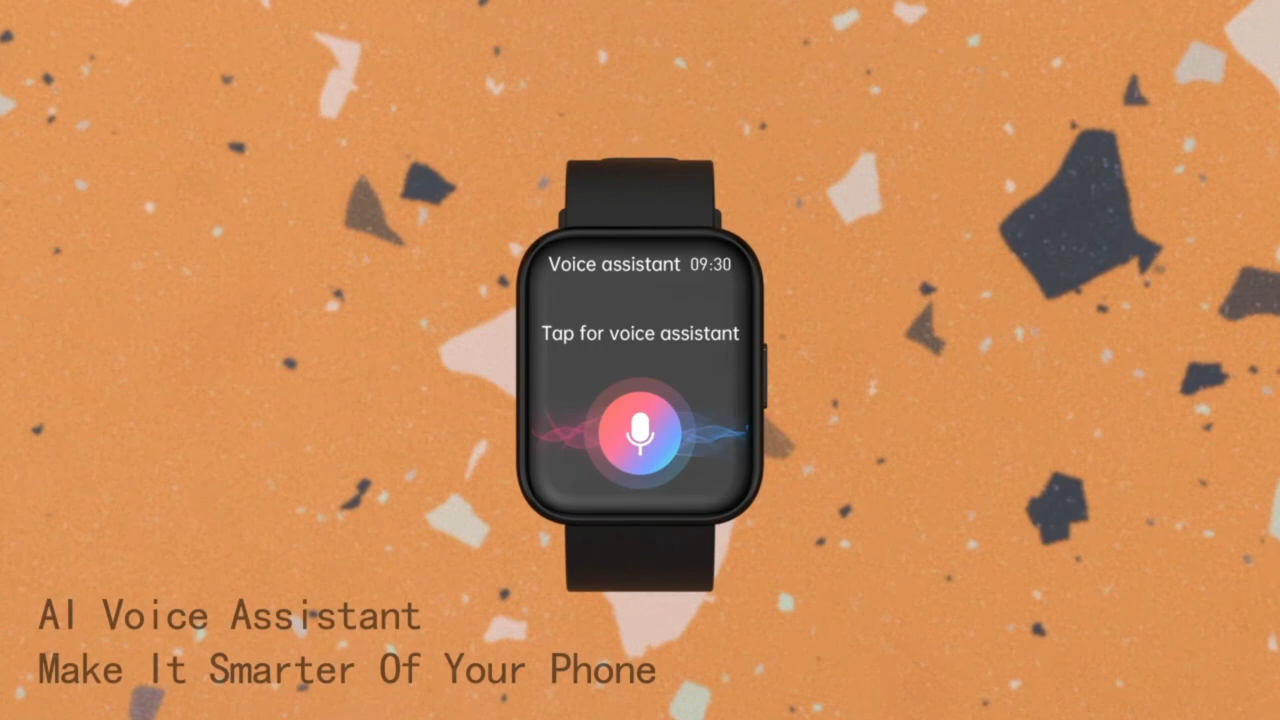 Voice assistant 09:30
Tap for voice assistant
AI Voice Assistant
Make It Smarter Of Your Phone